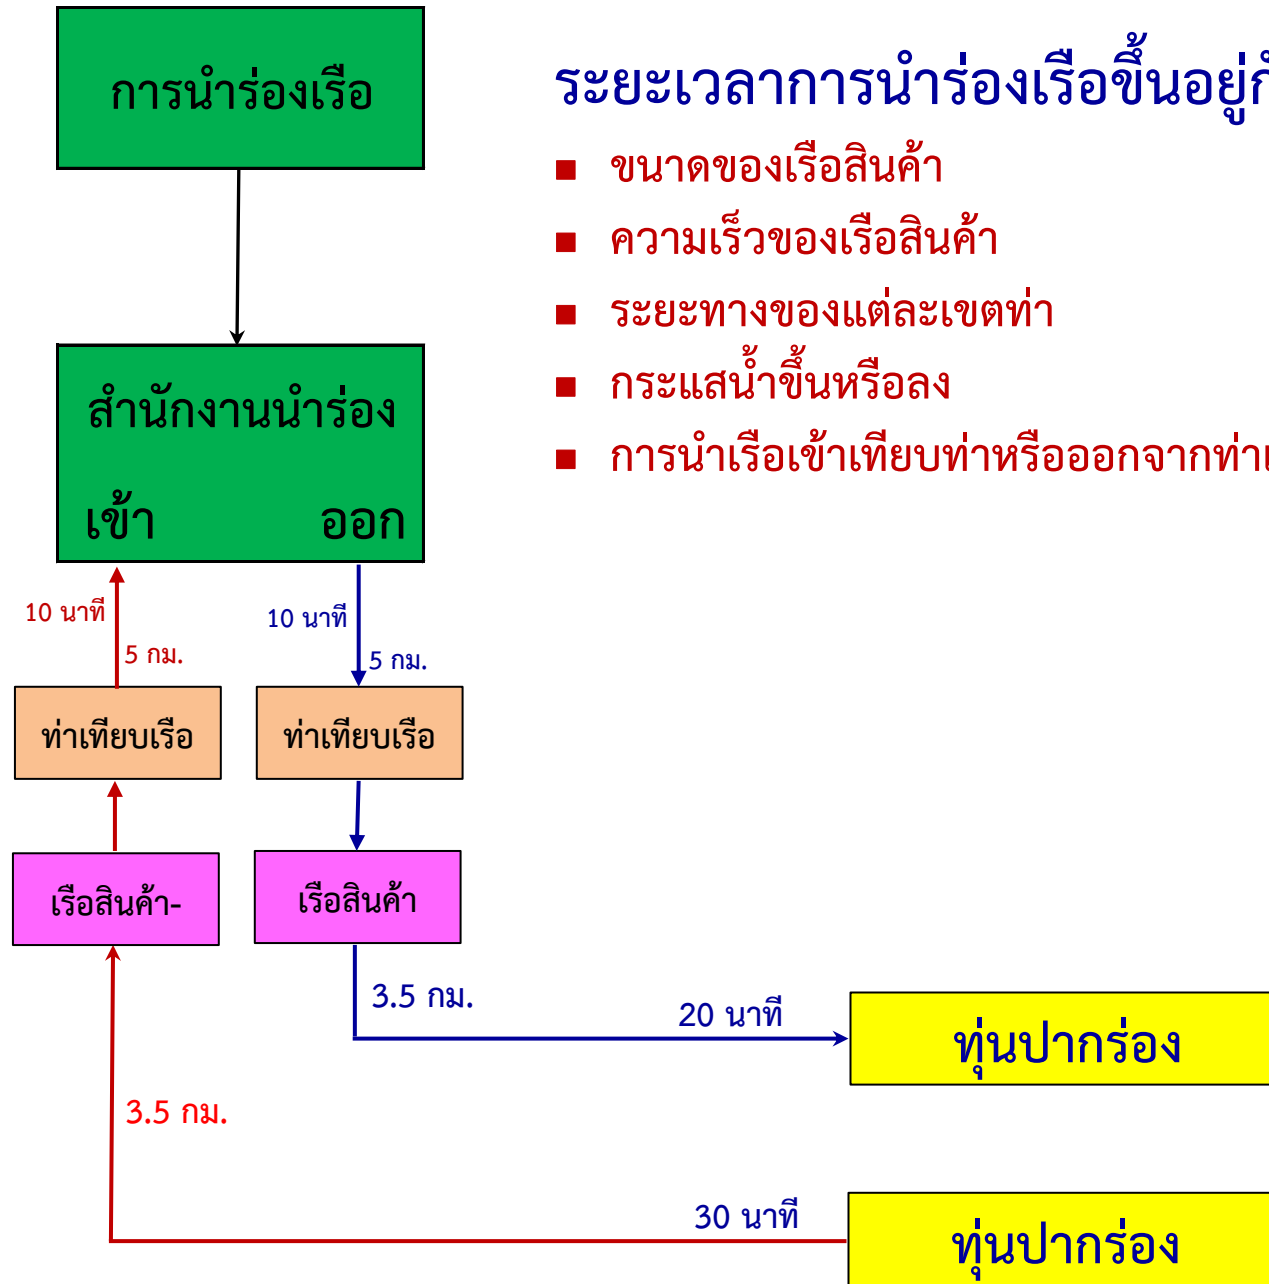 การนำร่องเรือ
ระยะเวลาการนำร่องเรือขึ้นอยู่
■ ขนาดของเรือสินค้า
■ ความเร็วของเรือสินค้า
■ ระยะทางของแต่ละเขตท่า
■ กระแสน้ำขึ้นหรือลง
■ การนำเรือเข้าเทียบท่าหรือออกจากท่า
สำนักงานนำร่อง
เข้า ออก
10 นาที
10 นาที
5 กม.
5 กม.
ท่าเทียบเรือ
ท่าเทียบเรือ
เรือสินค้า-
เรือสินค้า
3.5 กม.
20 นาที
ทุ่นปากร่อง
3.5 กม.
30 นาที
ทุ่นปากร่อง